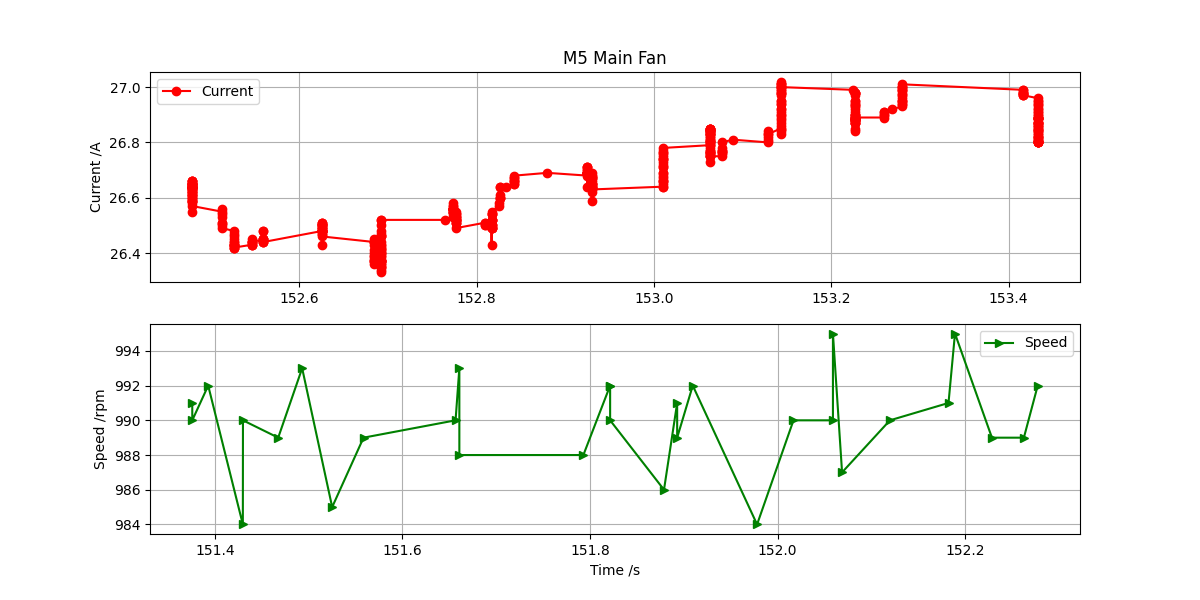 M5 Main Fan
Current /A
27.0
26.8
26.6
26.4
Current
152.6 152.8 153.0 153.2 153.4
Speed /rpm
994
992
990
988
986
984
Speed
151.4 151.6 151.8 152.0 152.2
Time /s